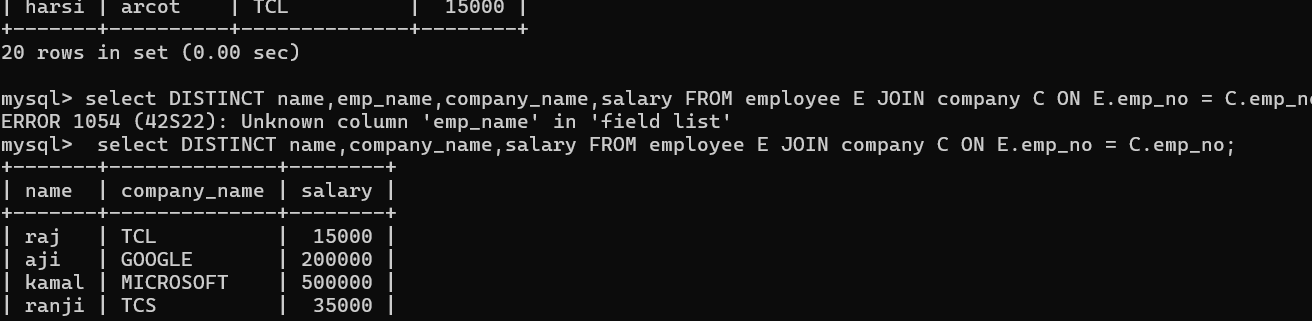 | harsi | arcot    | TCL          |  15000 |
+-------+----------+--------------+--------+
20 rows in set (0.00 sec)
mysql> select DISTINCT name,emp_name,company_name,salary FROM employee E JOIN company C ON E.emp_no = C.emp_no
ERROR 1054 (42S22): Unknown column 'emp_name' in 'field list'
mysql>  select DISTINCT name,company_name,salary FROM employee E JOIN company C ON E.emp_no = C.emp_no;
+-------+--------------+--------+
| name  | company_name | salary |
+-------+--------------+--------+
| raj   | TCL          |  15000 |
| aji   | GOOGLE       | 200000 |
| kamal | MICROSOFT    | 500000 |
| ranji | TCS          |  35000 |